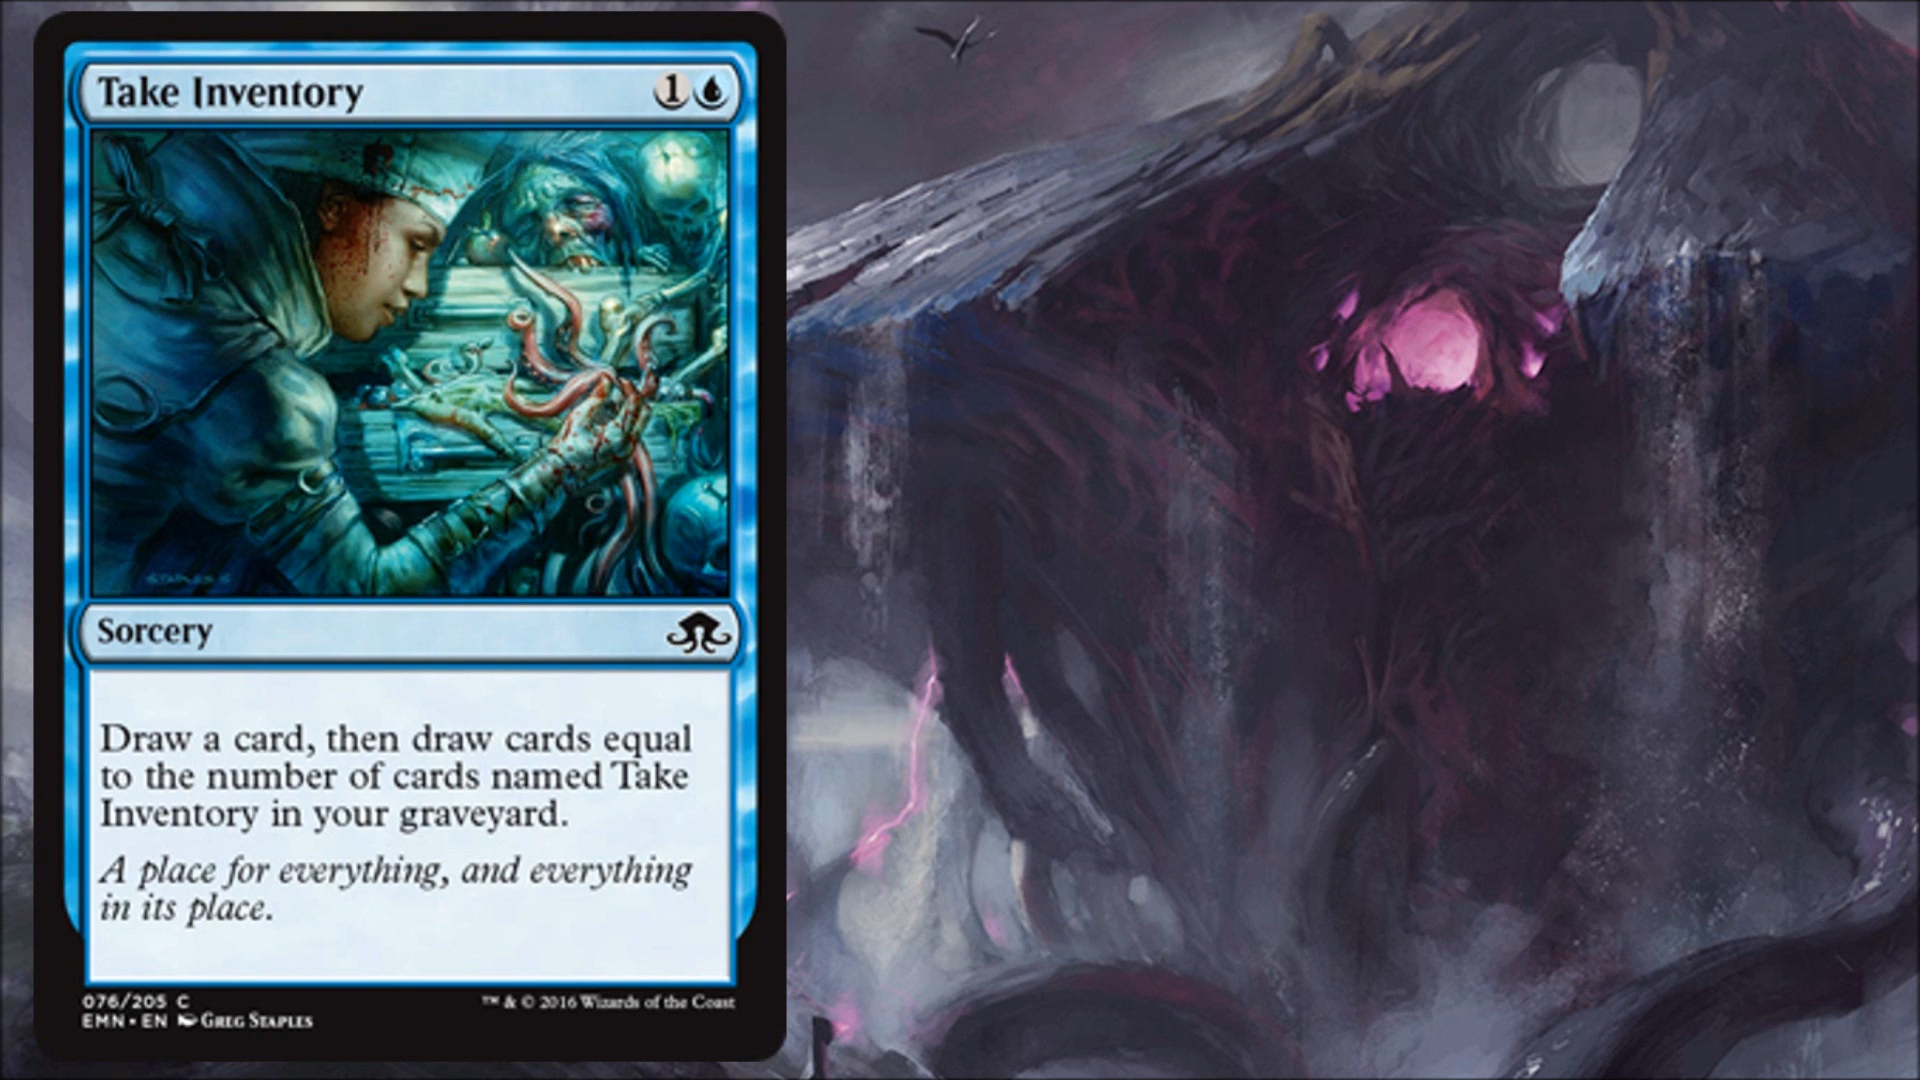 Take Inventory 1
Sorcery
Draw a card, then draw cards equal
to the number of cards named Take
Inventory in your graveyard.
A place for everything, and everything
in its place.
076/205 C
™ & © 2016 Wizards of the Coast
EMN • EN Greg Staples